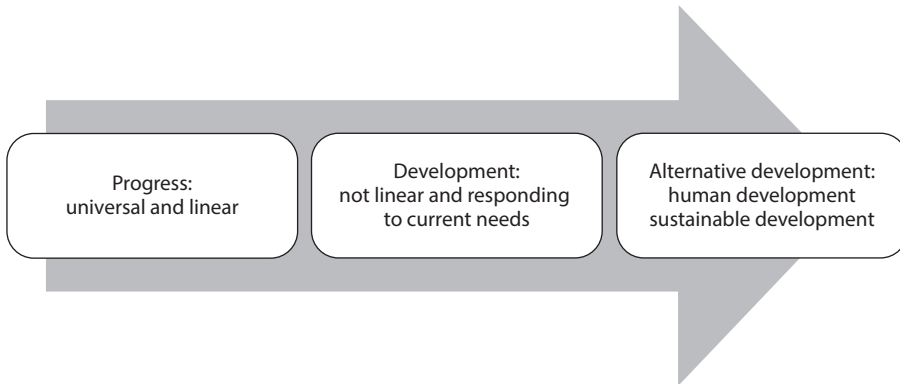 Progress:
universal and linear
Development:
not linear and responding
to current needs
Alternative development:
human development
sustainable development